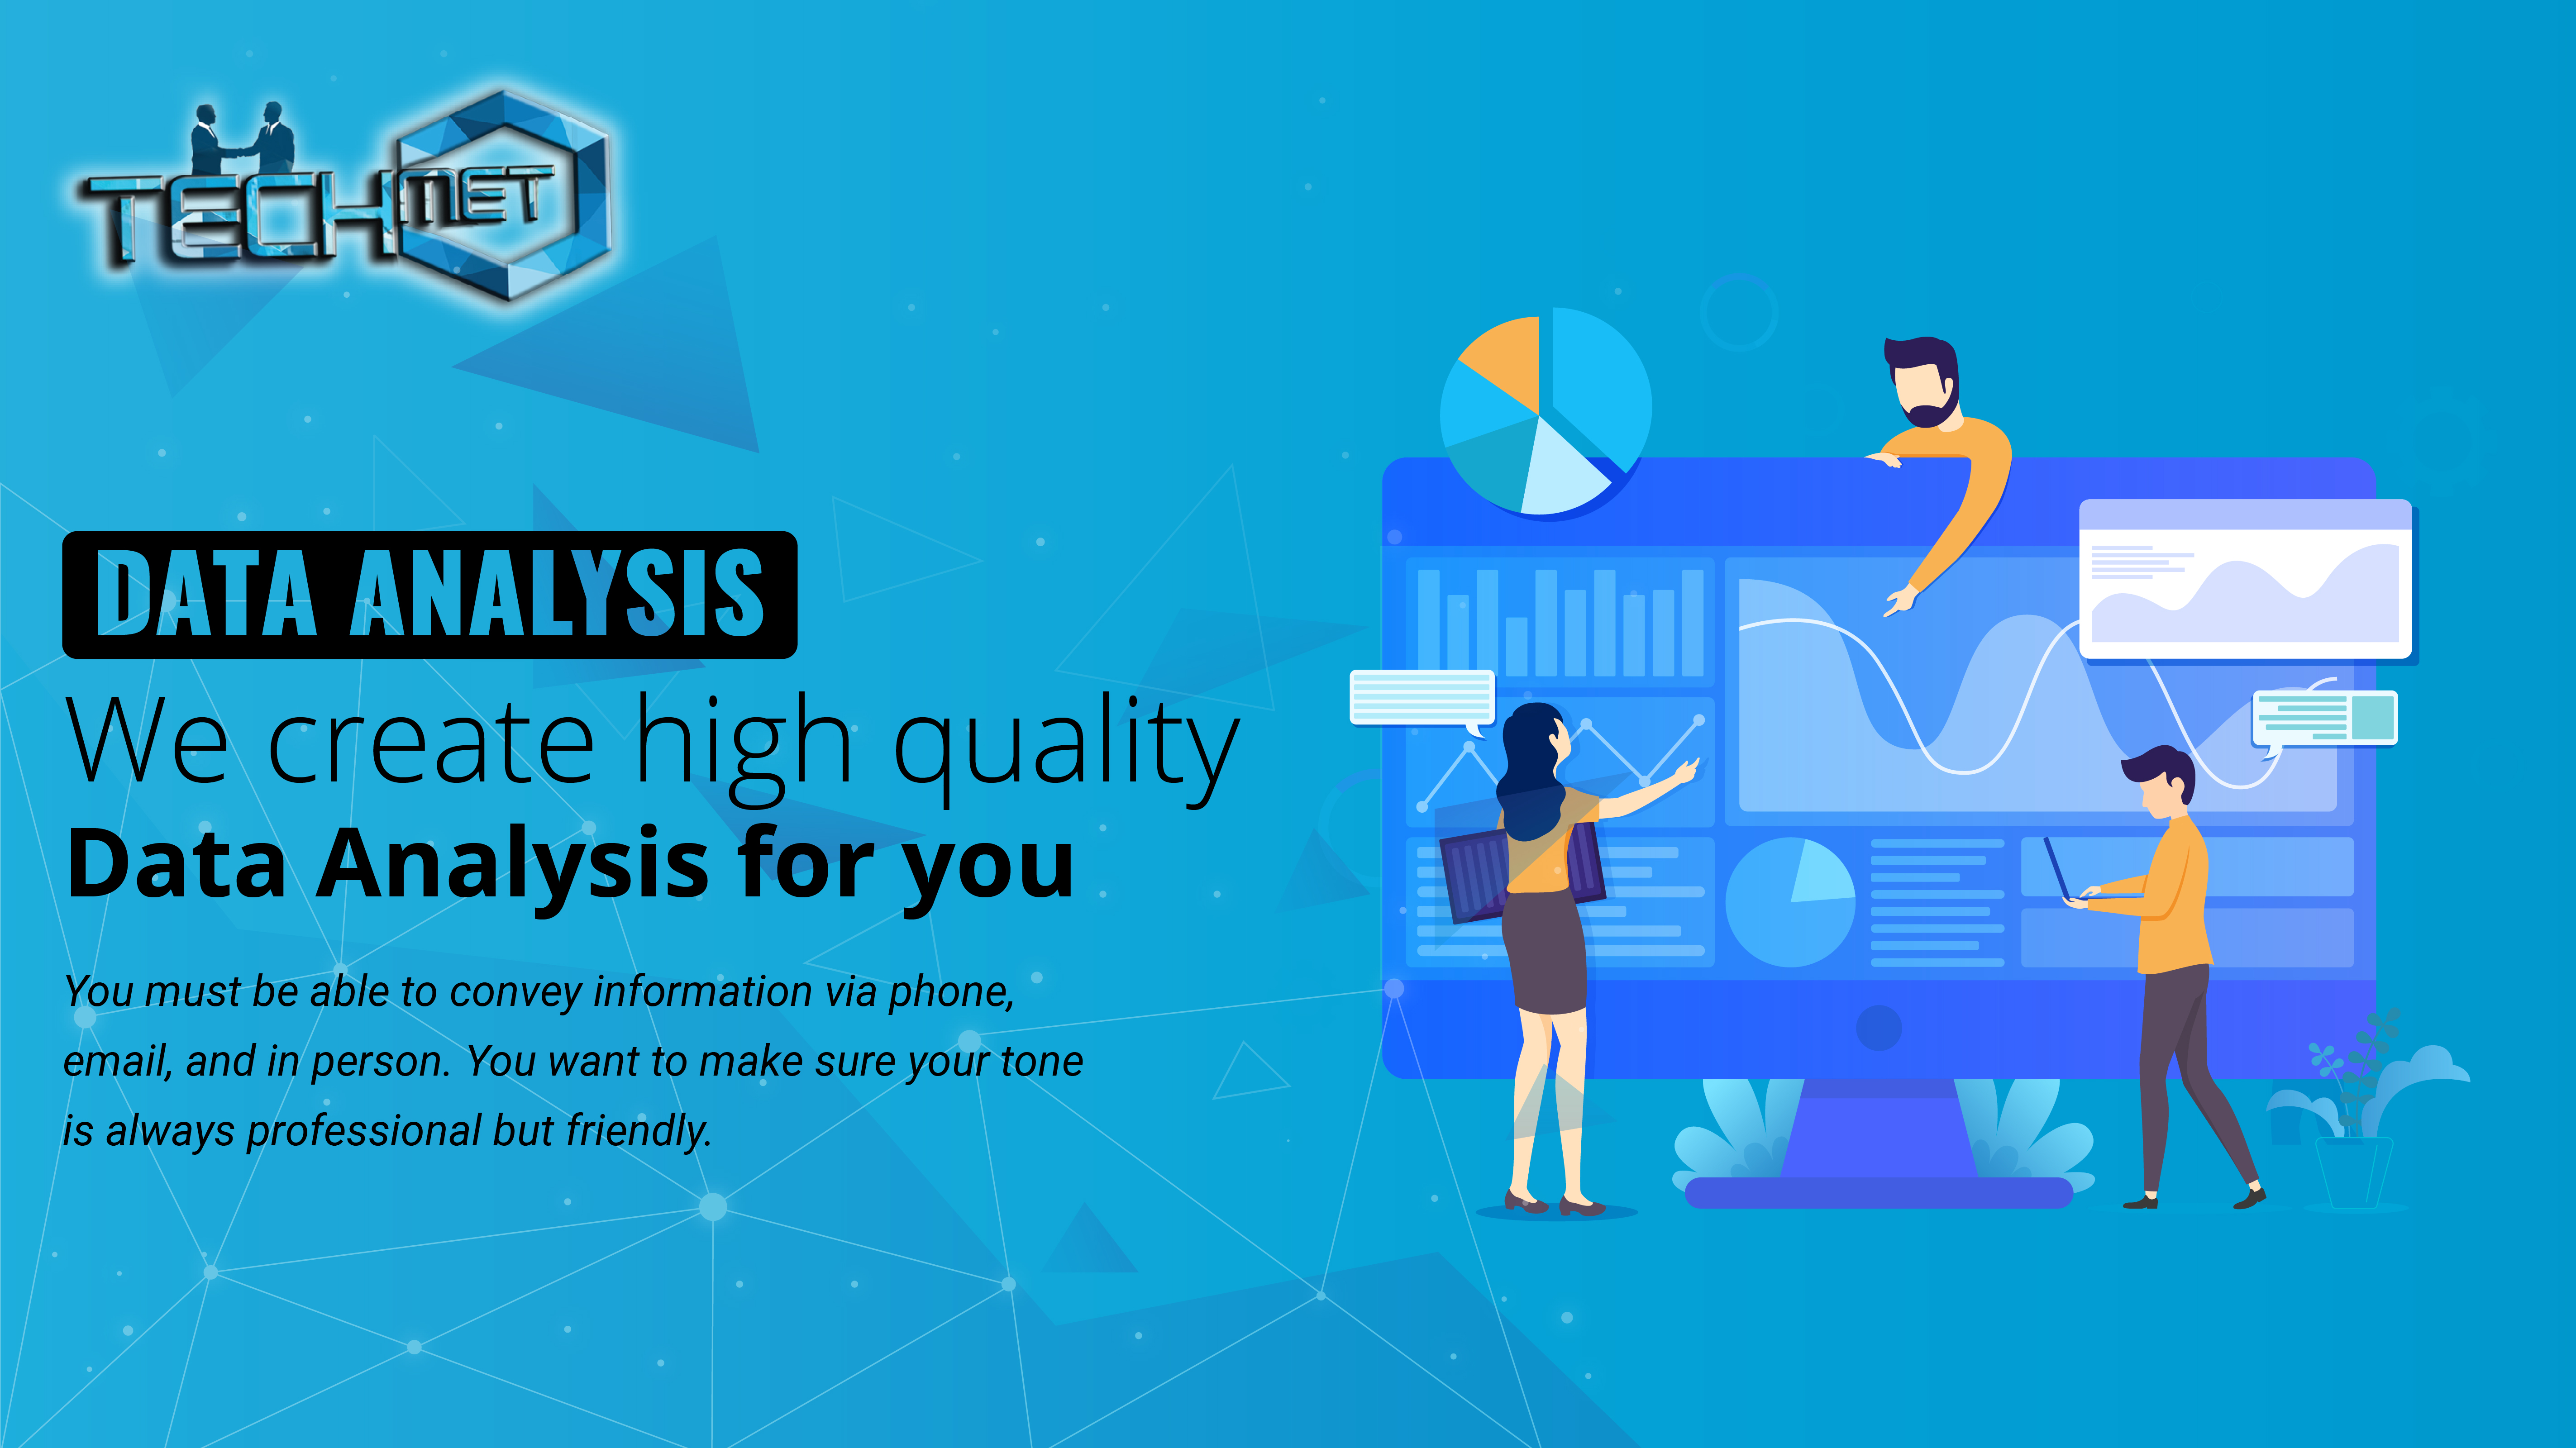 TECHMET
DATA ANALYSIS
We create high quality
Data Analysis for you
You must be able to convey information via phone,
email, and in person. You want to make sure your tone
is always professional but friendly.